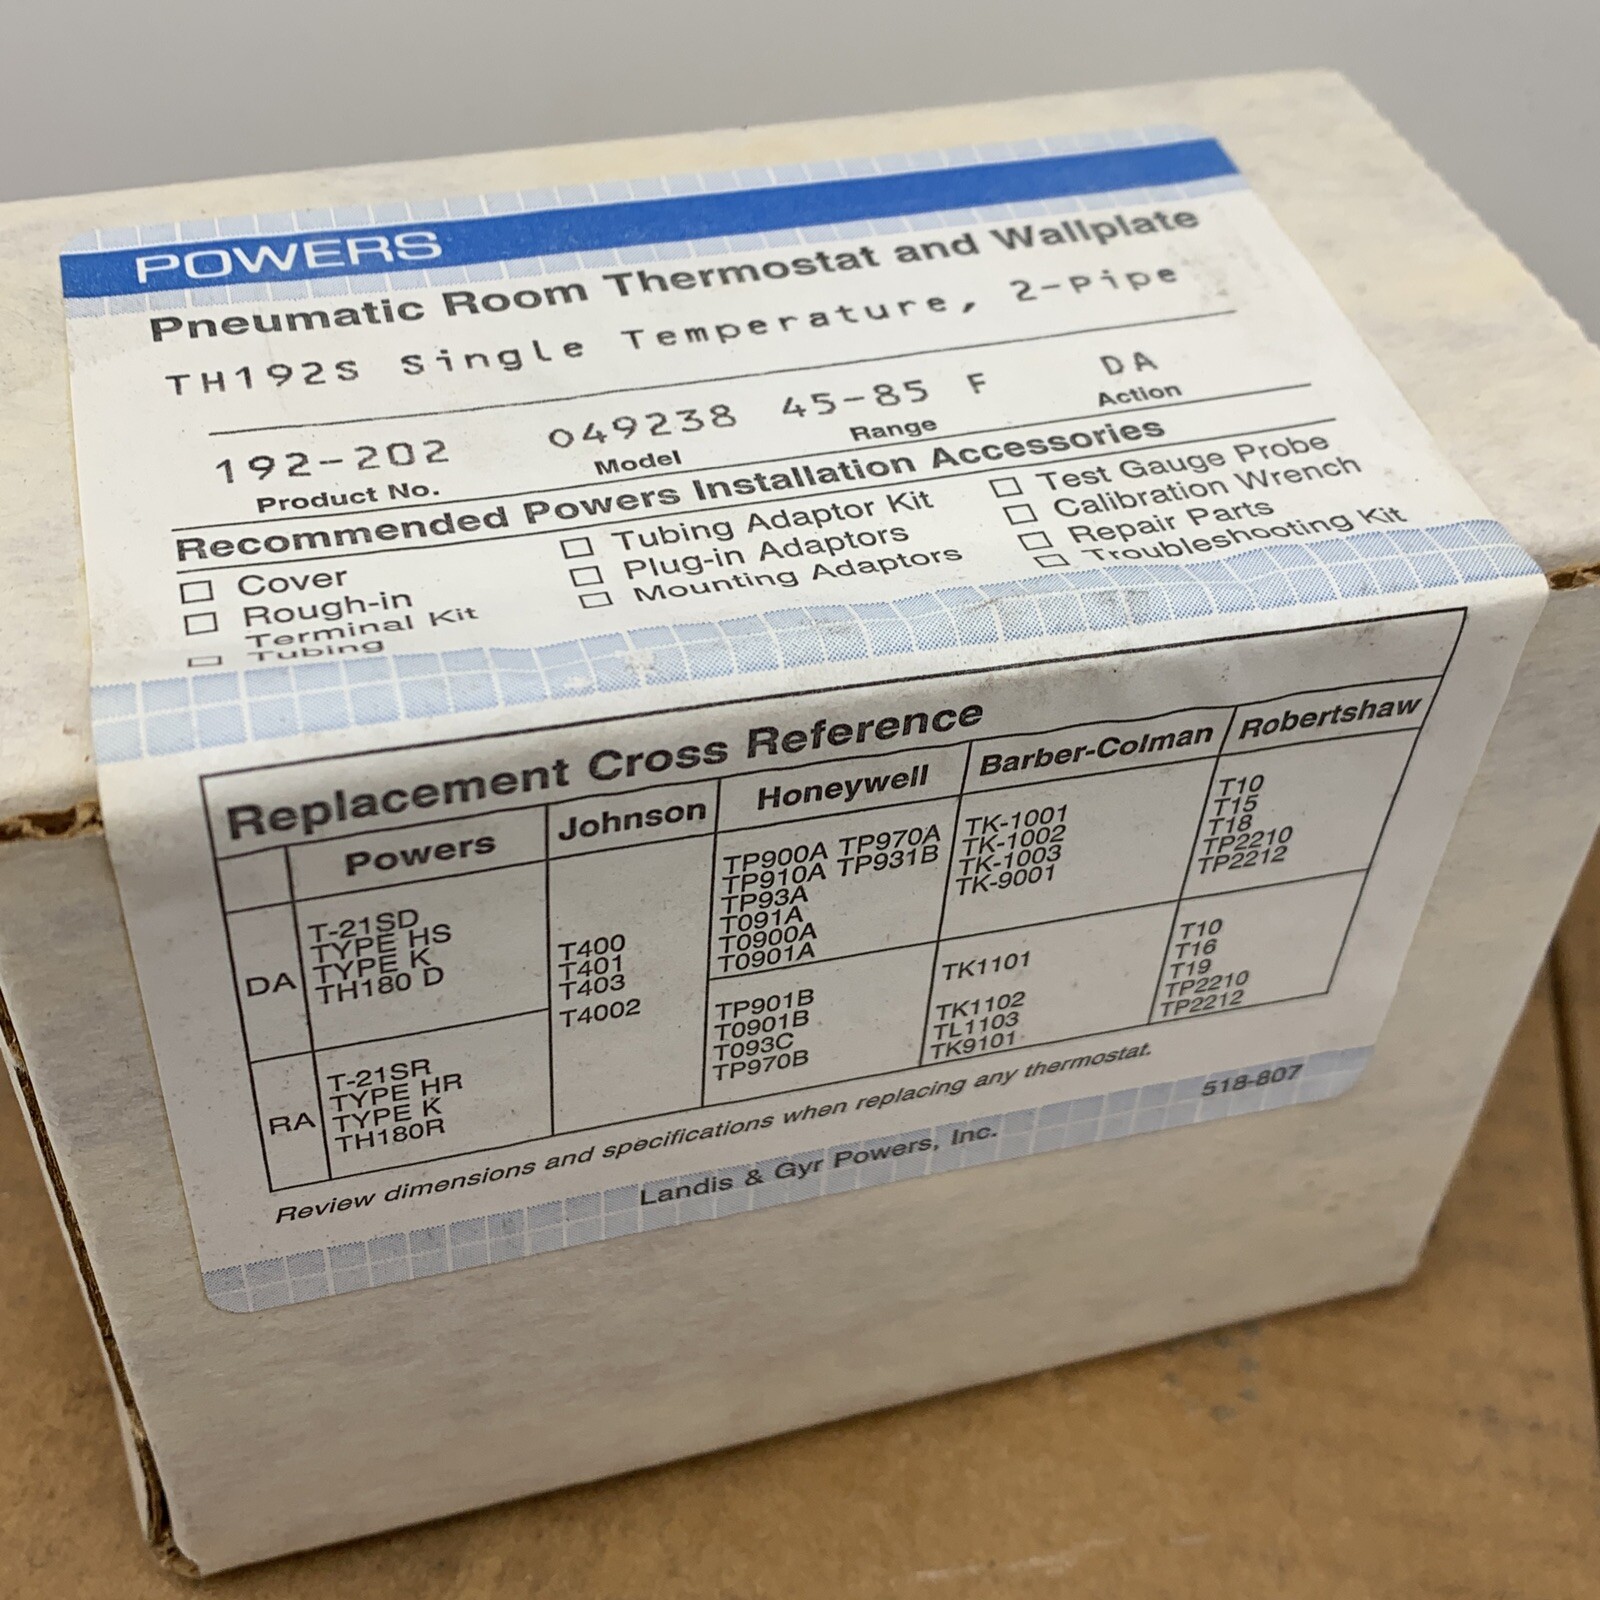 POWERS
Pneumatic Room Thermostat and Wallplate
TH192S Single Temperature, 2-Pipe
192-202 049238 45-85 F DA
Product No. Model Range Action
Recommended Powers Installation Accessories
Cover
Rough-in
Terminal Kit
Tubing
Tubing Adaptor Kit
Plug-in Adaptors
Mounting Adaptors
Test Gauge Probe
Calibration Wrench
Repair Parts
Troubleshooting Kit
Replacement Cross Reference
Powers Johnson Honeywell Barber-Colman Robertshaw
DA
T-21SD
TYPE HS
TYPE K
TH180 D
T400
T401
T403
T4002
TP900A TP970A
TP910A TP931B
TP93A
T091A
T0900A
T0901A
TK-1001
TK-1002
TK-1003
TK-9001
T10
T15
T18
TP2210
TP2212
RA
T-21SR
TYPE HR
TYPE K
TH180R
TP901B
T0901B
T093C
TP970B
TK1101
TK1102
TL1103
TK9101
T10
T16
T19
TP2210
TP2212
Review dimensions and specifications when replacing any thermostat.
518-807
Landis & Gyr Powers, Inc.